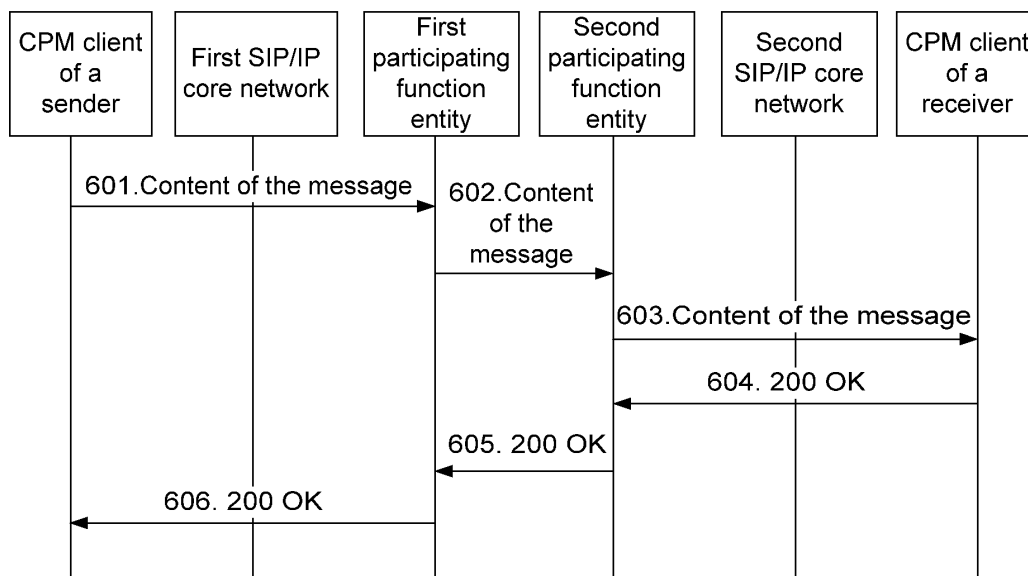 CPM client
of a
sender
First SIP/IP
core network
First
participating
function
entity
Second
participating
function
entity
Second
SIP/IP core
network
CPM client
of a
receiver
601.Content of the message
602.Content
of the
message
603.Content of the message
604. 200 OK
605. 200 OK
606. 200 OK